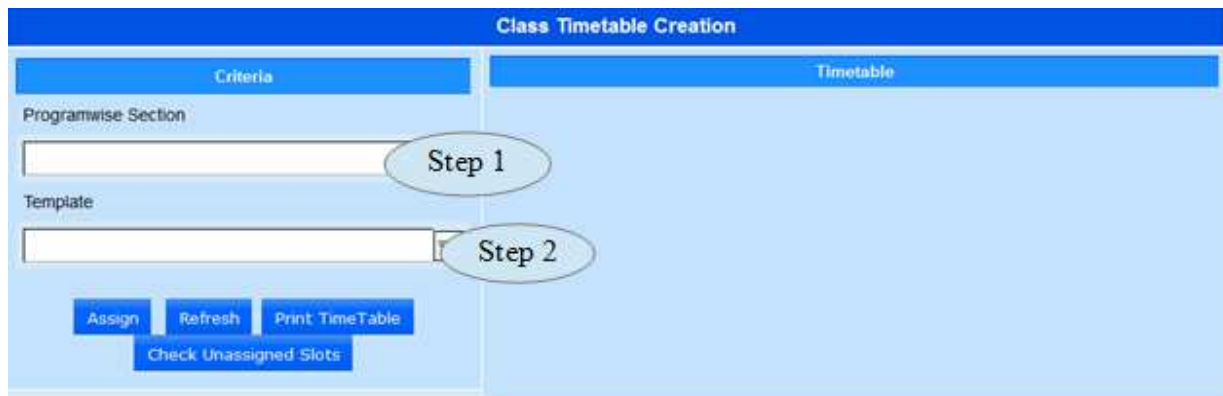 Class Timetable Creation
Criteria
Timetable
Programwise Section
Step 1
Template
Step 2
Assign Refresh Print TimeTable
Check Unassigned Slots